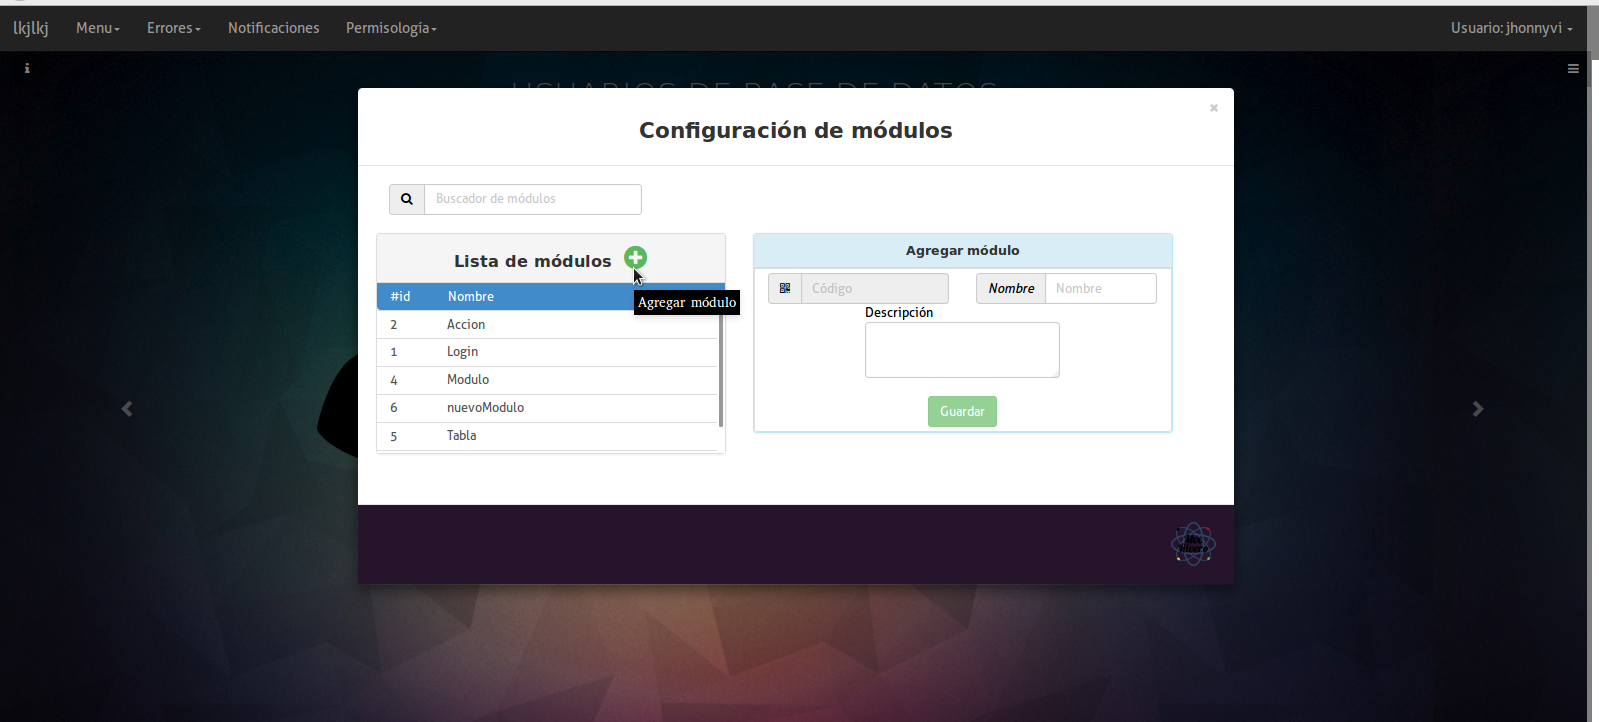 lkjlkj Menu Errores Notificaciones Permisología Usuario: jhonnyvi
USUARIOS DE BASE DE DATOS
Configuración de módulos
Buscador de módulos
Lista de módulos
Agregar módulo
#id Nombre
Agregar módulo
2 Accion
1 Login
4 Modulo
6 nuevoModulo
5 Tabla
Código
Nombre Nombre
Descripción
Guardar